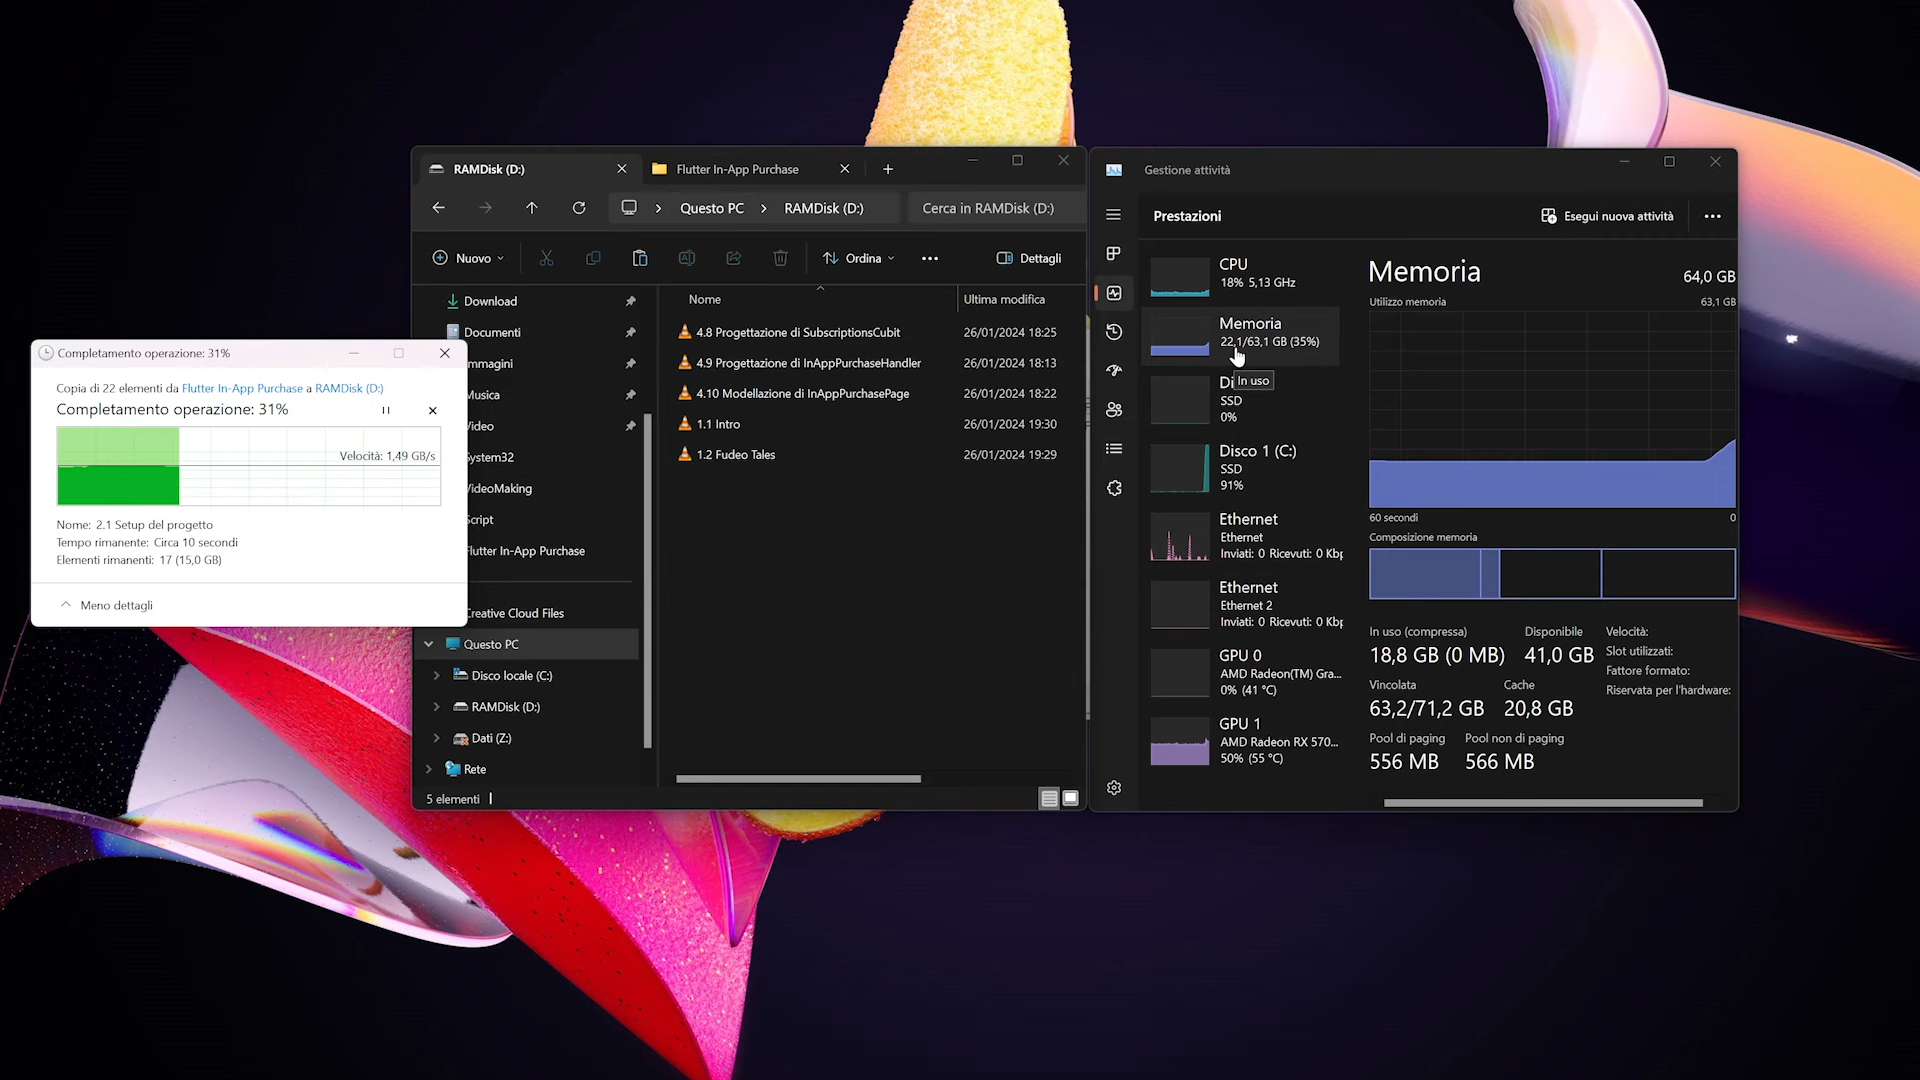 Completamento operazione: 31%
Copia di 22 elementi da Flutter In-App Purchase a RAMDisk (D:)
Completamento operazione: 31%
Velocità: 1,49 GB/s
Nome: 2.1 Setup del progetto
Tempo rimanente: Circa 10 secondi
Elementi rimanenti: 17 (15,0 GB)
Meno dettagli
RAMDisk (D:)
Flutter In-App Purchase
Questo PC
RAMDisk (D:)
Cerca in RAMDisk (D:)
Nuovo
Ordina
Dettagli
Download
Documenti
mmagini
Musica
Video
System32
VideoMaking
Script
Flutter In-App Purchase
Creative Cloud Files
Questo PC
Disco locale (C:)
RAMDisk (D:)
Dati (Z:)
Rete
Nome
Ultima modifica
4.8 Progettazione di SubscriptionsCubit
26/01/2024 18:25
4.9 Progettazione di InAppPurchaseHandler
26/01/2024 18:13
4.10 Modellazione di InAppPurchasePage
26/01/2024 18:22
1.1 Intro
26/01/2024 19:30
1.2 Fudeo Tales
26/01/2024 19:29
5 elementi
Gestione attività
Prestazioni
Esegui nuova attività
CPU
18% 5,13 GHz
Memoria
22,1/63,1 GB (35%)
In uso
Di
SSD
0%
Disco 1 (C:)
SSD
91%
Ethernet
Ethernet
Inviati: 0 Ricevuti: 0 Kbp
Ethernet
Ethernet 2
Inviati: 0 Ricevuti: 0 Kbp
GPU 0
AMD Radeon(TM) Gra...
0% (41 °C)
GPU 1
AMD Radeon RX 570...
50% (55 °C)
Memoria
64,0 GB
Utilizzo memoria
63,1 GB
60 secondi
0
Composizione memoria
In uso (compressa)
18,8 GB (0 MB)
Disponibile
41,0 GB
Vincolata
63,2/71,2 GB
Cache
20,8 GB
Pool di paging
556 MB
Pool non di paging
566 MB
Velocità:
Slot utilizzati:
Fattore formato:
Riservata per l'hardware: